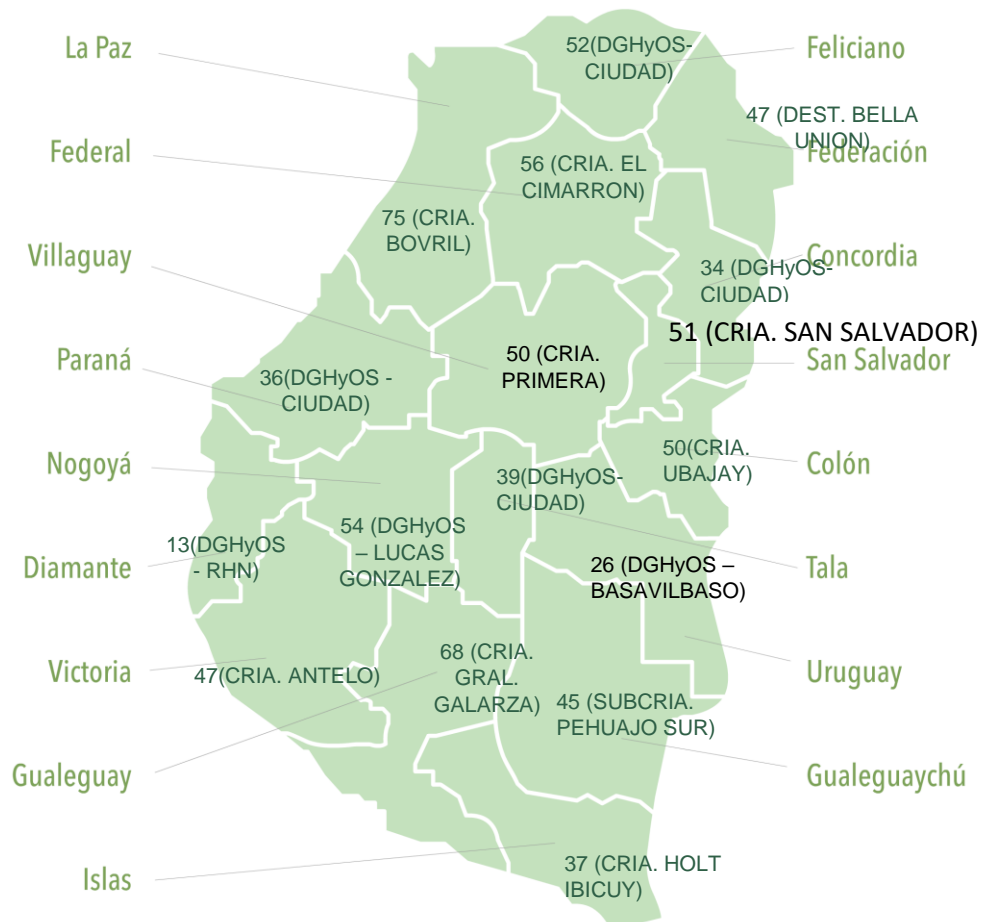 La Paz
52(DGHyOS-
CIUDAD)
Feliciano
47 (DEST. BELLA
UNION)
Federación
Federal
56 (CRIA. EL
CIMARRON)
75 (CRIA.
BOVRIL)
Villaguay
Concordia
34 (DGHyOS-
CIUDAD)
51 (CRIA. SAN SALVADOR)
San Salvador
50 (CRIA.
PRIMERA)
Paraná
36(DGHyOS -
CIUDAD)
Nogoyá
50(CRIA.
UBAJAY)
Colón
39(DGHyOS-
CIUDAD)
54 (DGHyOS
– LUCAS
GONZALEZ)
13(DGHyOS
- RHN)
Diamante
26 (DGHyOS –
BASAVILBASO)
Tala
Victoria
47(CRIA. ANTELO)
68 (CRIA.
GRAL.
GALARZA)
Uruguay
45 (SUBCRIA.
PEHUAJO SUR)
Gualeguay
Gualeguaychú
37 (CRIA. HOLT
IBICUY)
Islas